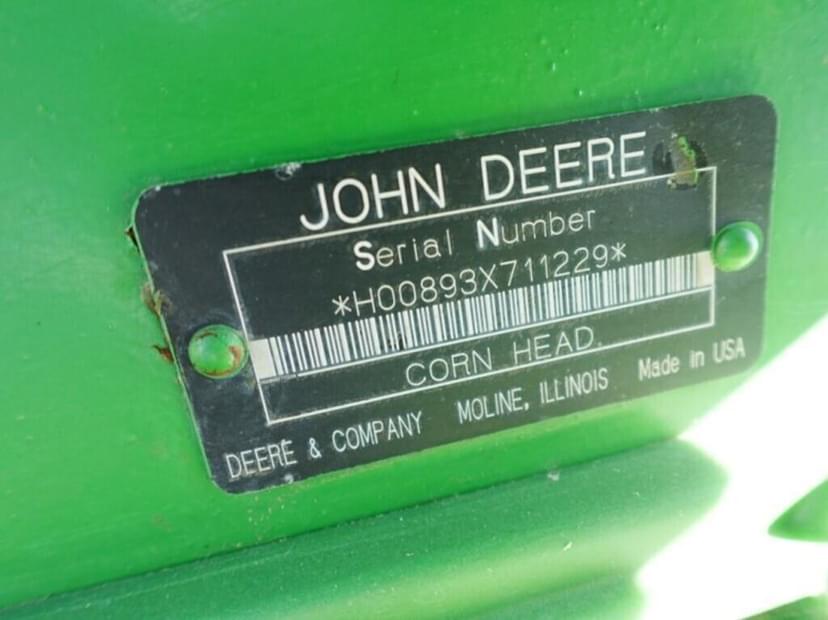 JOHN DEERE
Serial Number
*H00893X711229*
CORN HEAD
DEERE & COMPANY MOLINE, ILLINOIS Made in USA